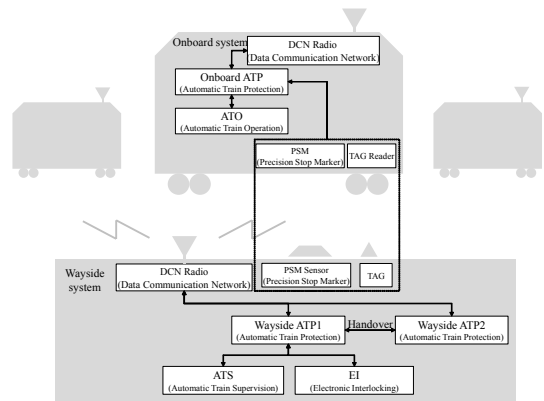 Onboard system
DCN Radio
(Data Communication Network)
Onboard ATP
(Automatic Train Protection)
ATO
(Automatic Train Operation)
PSM
(Precision Stop Marker)
TAG Reader
Wayside
system
DCN Radio
(Data Communication Network)
PSM Sensor
(Precision Stop Marker)
TAG
Wayside ATP1
(Automatic Train Protection)
Handover
Wayside ATP2
(Automatic Train Protection)
ATS
(Automatic Train Supervision)
EI
(Electronic Interlocking)